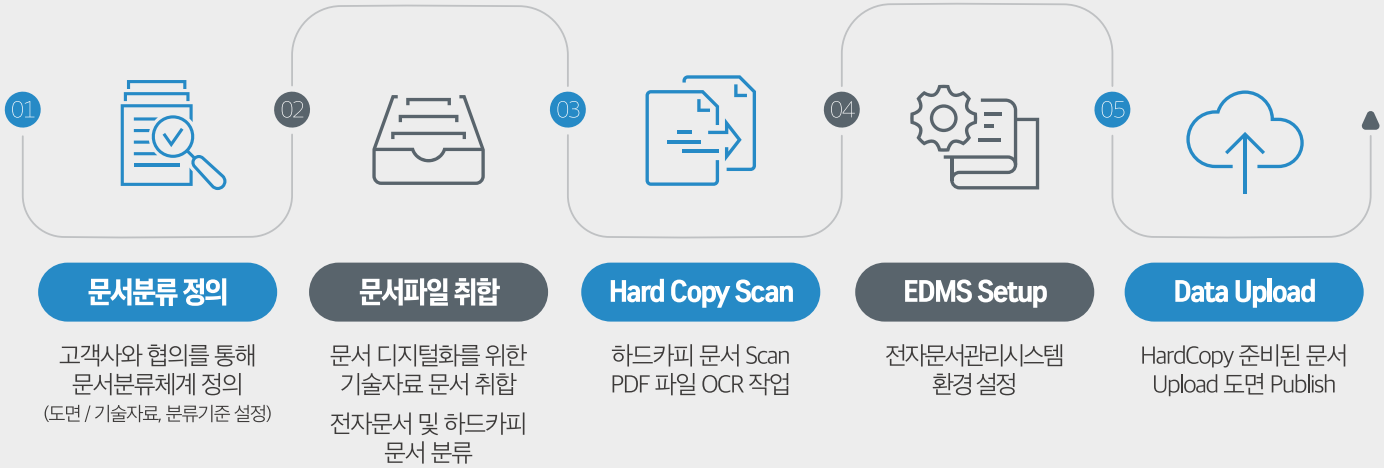 01
02
03
04
05
문서분류 정의
고객사와 협의를 통해
문서분류체계 정의
(도면 / 기술자료, 분류기준 설정)
문서파일 취합
문서 디지털화를 위한
기술자료 문서 취합
전자문서 및 하드카피
문서 분류
Hard Copy Scan
하드카피 문서 Scan
PDF 파일 OCR 작업
EDMS Setup
전자문서관리시스템
환경 설정
Data Upload
HardCopy 준비된 문서
Upload 도면 Publish